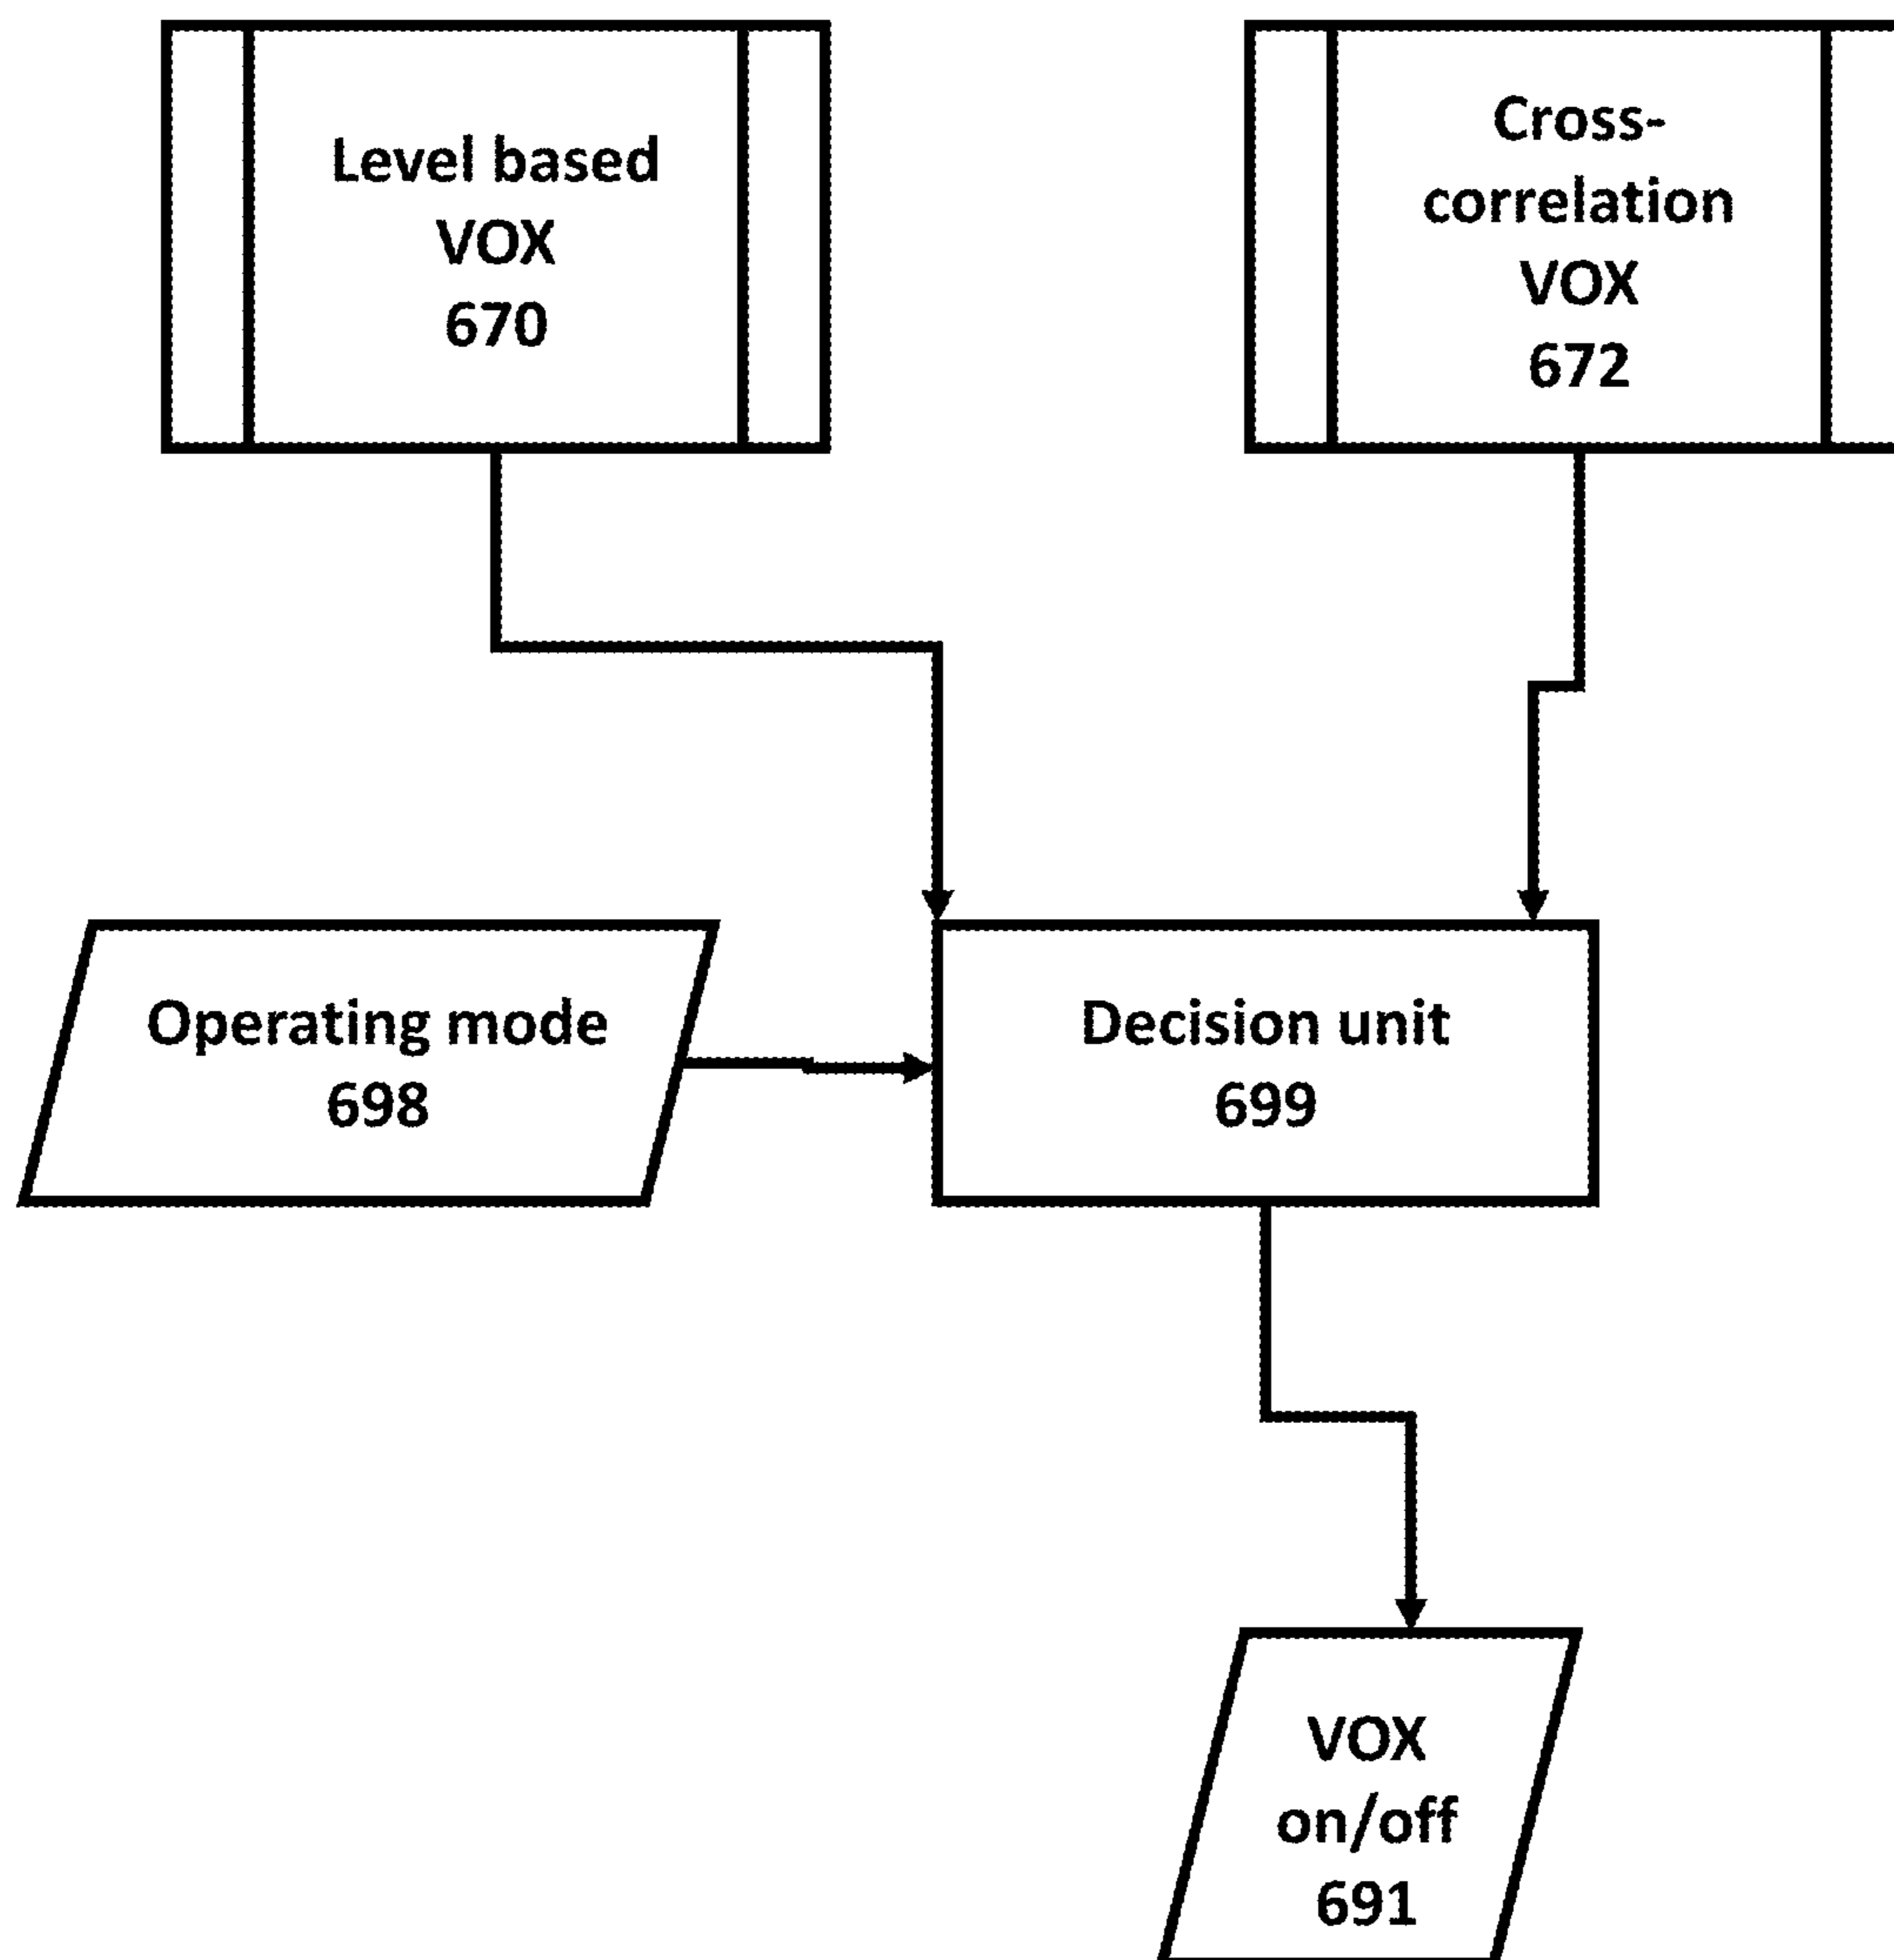 Level based
VOX
670
Cross-
correlation
VOX
672
Operating mode
698
Decision unit
699
VOX
on/off
691